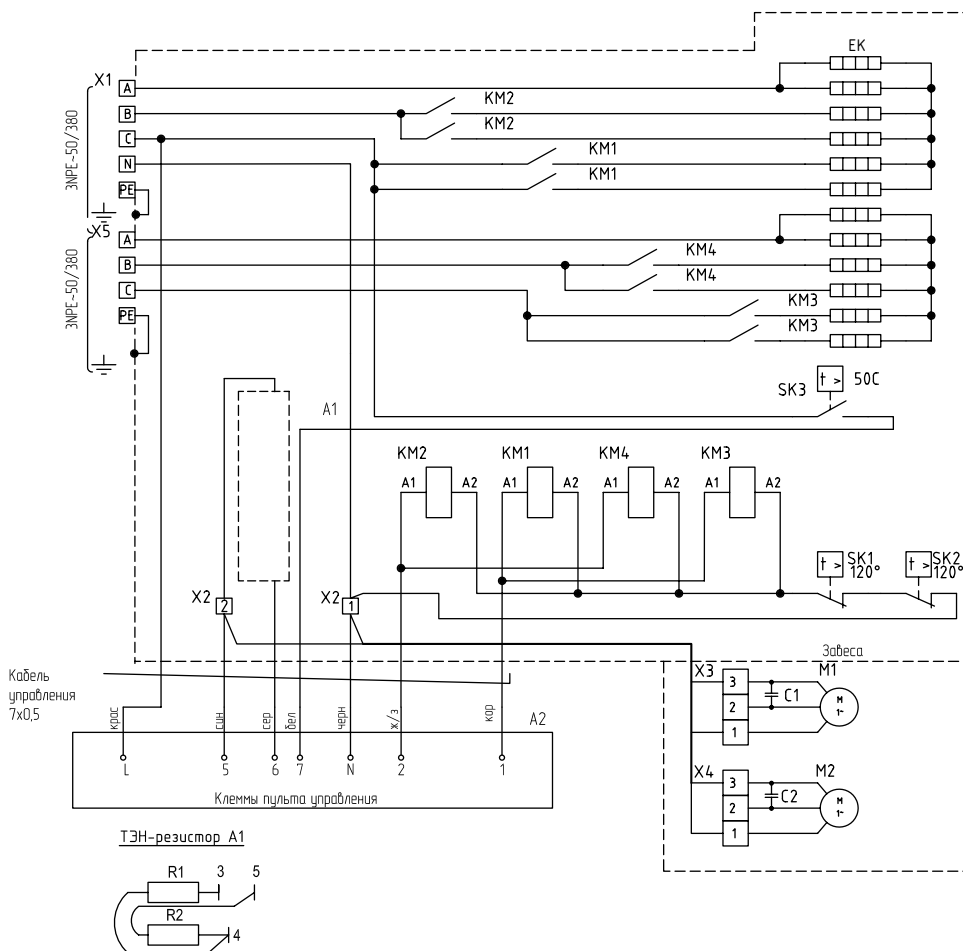 EK
X1
A
B
C
N
PE
3NPE~50/380
KM2
KM2
KM1
KM1
X5
A
B
C
PE
3NPE~50/380
KM4
KM4
KM3
KM3
SK3
t >
50C
A1
KM2
KM1
KM4
KM3
A1 A2
A1 A2
A1 A2
A1 A2
t >
SK1
120°
t >
SK2
120°
X2
2
X2
1
Завеса
Кабель
управления
7х0,5
X3
3
2
1
C1
M1
M
1~
X4
3
2
1
C2
M2
M
1~
крас
син
сер
бел
черн
ж/з
кор
A2
L 5 6 7 N 2 1
Клеммы пульта управления
ТЭН-резистор А1
R1 3 5
R2
4